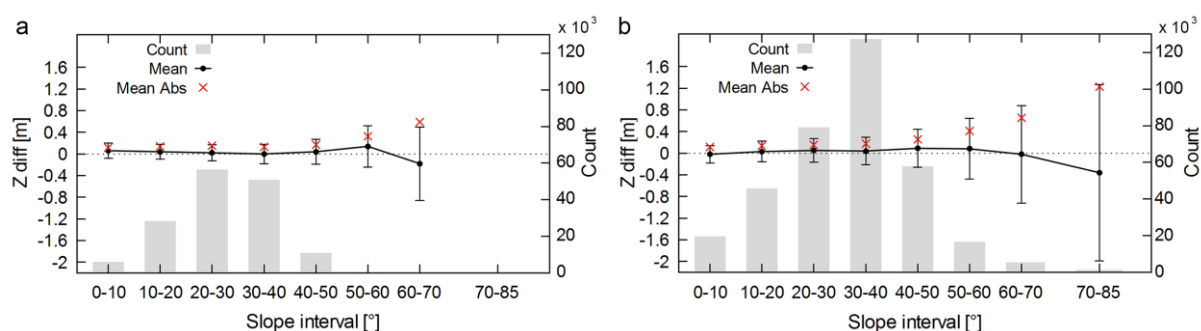 a
x 10³
Count
Mean
Mean Abs
Z diff [m]
1.6
1.2
0.8
0.4
0
-0.4
-0.8
-1.2
-1.6
-2
120
100
80
60
40
20
0
Count
0-10 10-20 20-30 30-40 40-50 50-60 60-70 70-85
Slope interval [°]
b
x 10³
Count
Mean
Mean Abs
Z diff [m]
1.6
1.2
0.8
0.4
0
-0.4
-0.8
-1.2
-1.6
-2
120
100
80
60
40
20
0
Count
0-10 10-20 20-30 30-40 40-50 50-60 60-70 70-85
Slope interval [°]